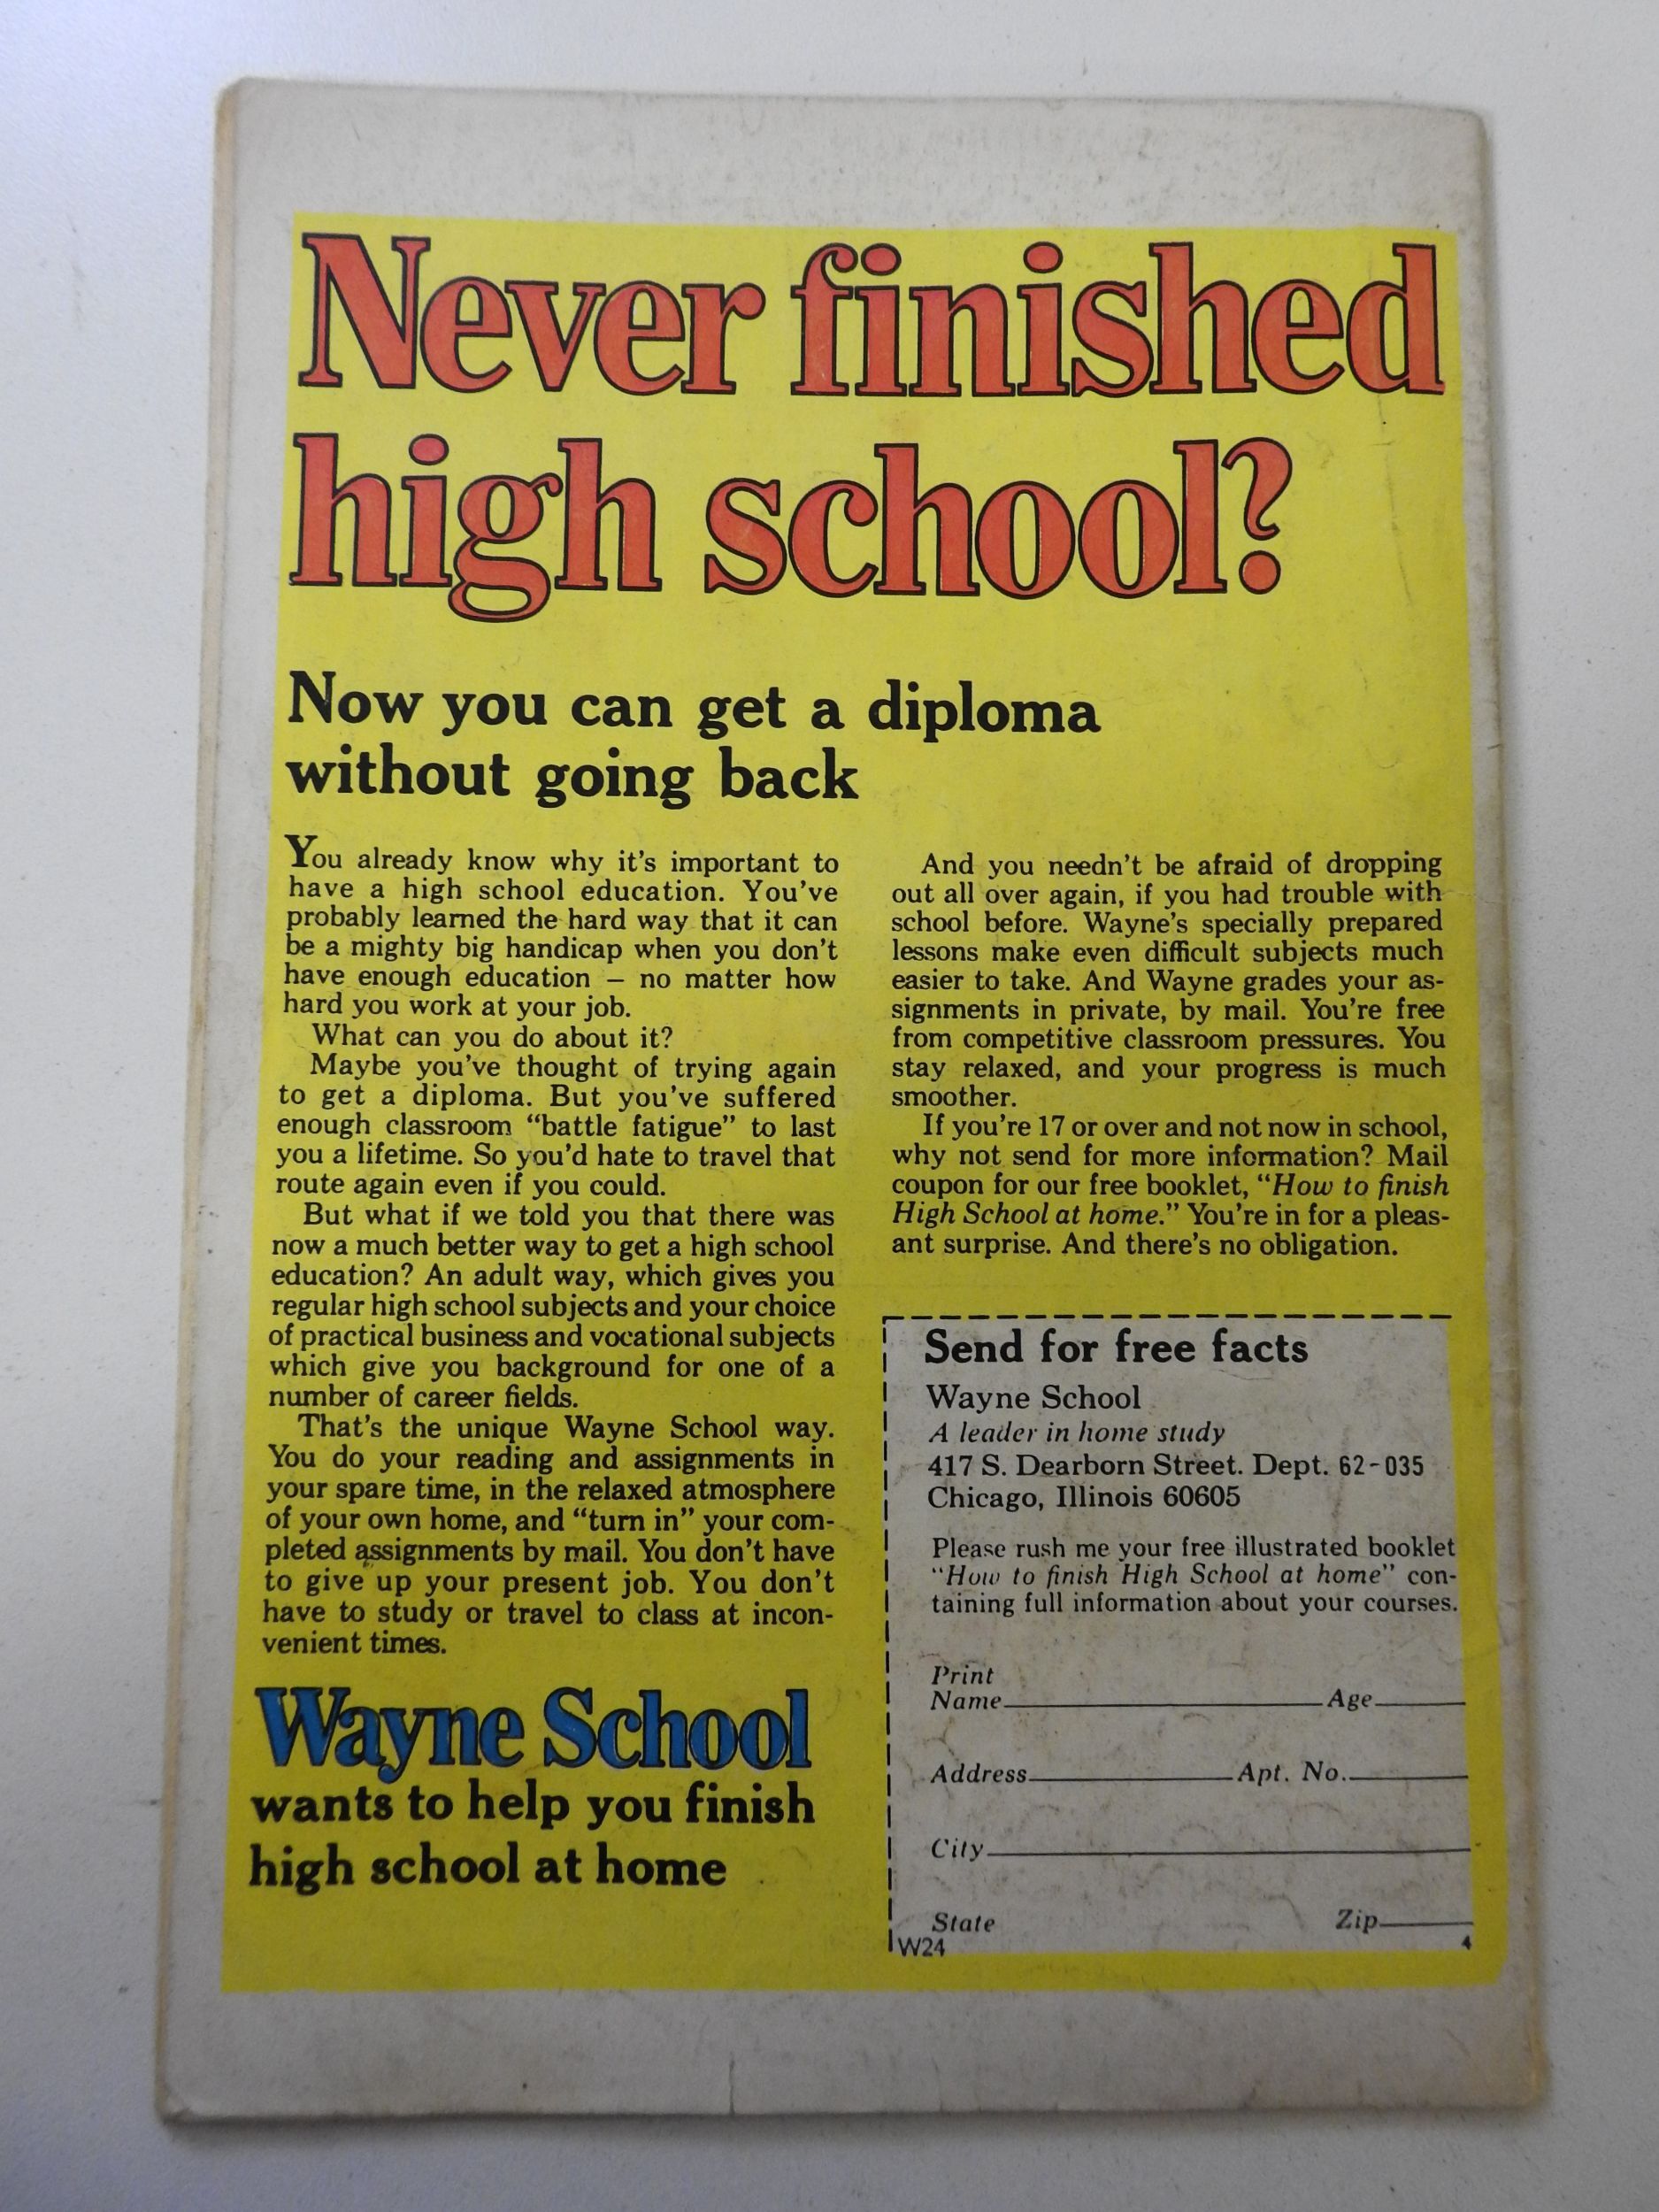 Never finished
high school?
Now you can get a diploma
without going back
You already know why it's important to
have a high school education. You've
probably learned the hard way that it can
be a mighty big handicap when you don't
have enough education – no matter how
hard you work at your job.
What can you do about it?
Maybe you've thought of trying again
to get a diploma. But you've suffered
enough classroom “battle fatigue” to last
you a lifetime. So you'd hate to travel that
route again even if you could.
But what if we told you that there was
now a much better way to get a high school
education? An adult way, which gives you
regular high school subjects and your choice
of practical business and vocational subjects
which give you background for one of a
number of career fields.
That's the unique Wayne School way.
You do your reading and assignments in
your spare time, in the relaxed atmosphere
of your own home, and “turn in” your com-
pleted assignments by mail. You don't have
to give up your present job. You don't
have to study or travel to class at incon-
venient times.
Wayne School
wants to help you finish
high school at home
And you needn't be afraid of dropping
out all over again, if you had trouble with
school before. Wayne's specially prepared
lessons make even difficult subjects much
easier to take. And Wayne grades your as-
signments in private, by mail. You're free
from competitive classroom pressures. You
stay relaxed, and your progress is much
smoother.
If you're 17 or over and not now in school,
why not send for more information? Mail
coupon for our free booklet, “How to finish
High School at home.” You're in for a pleas-
ant surprise. And there's no obligation.
Send for free facts
Wayne School
A leader in home study
417 S. Dearborn Street. Dept. 62-035
Chicago, Illinois 60605
Please rush me your free illustrated booklet
“How to finish High School at home” con-
taining full information about your courses.
Print
Name Age
Address Apt. No.
City
State Zip
W24 4